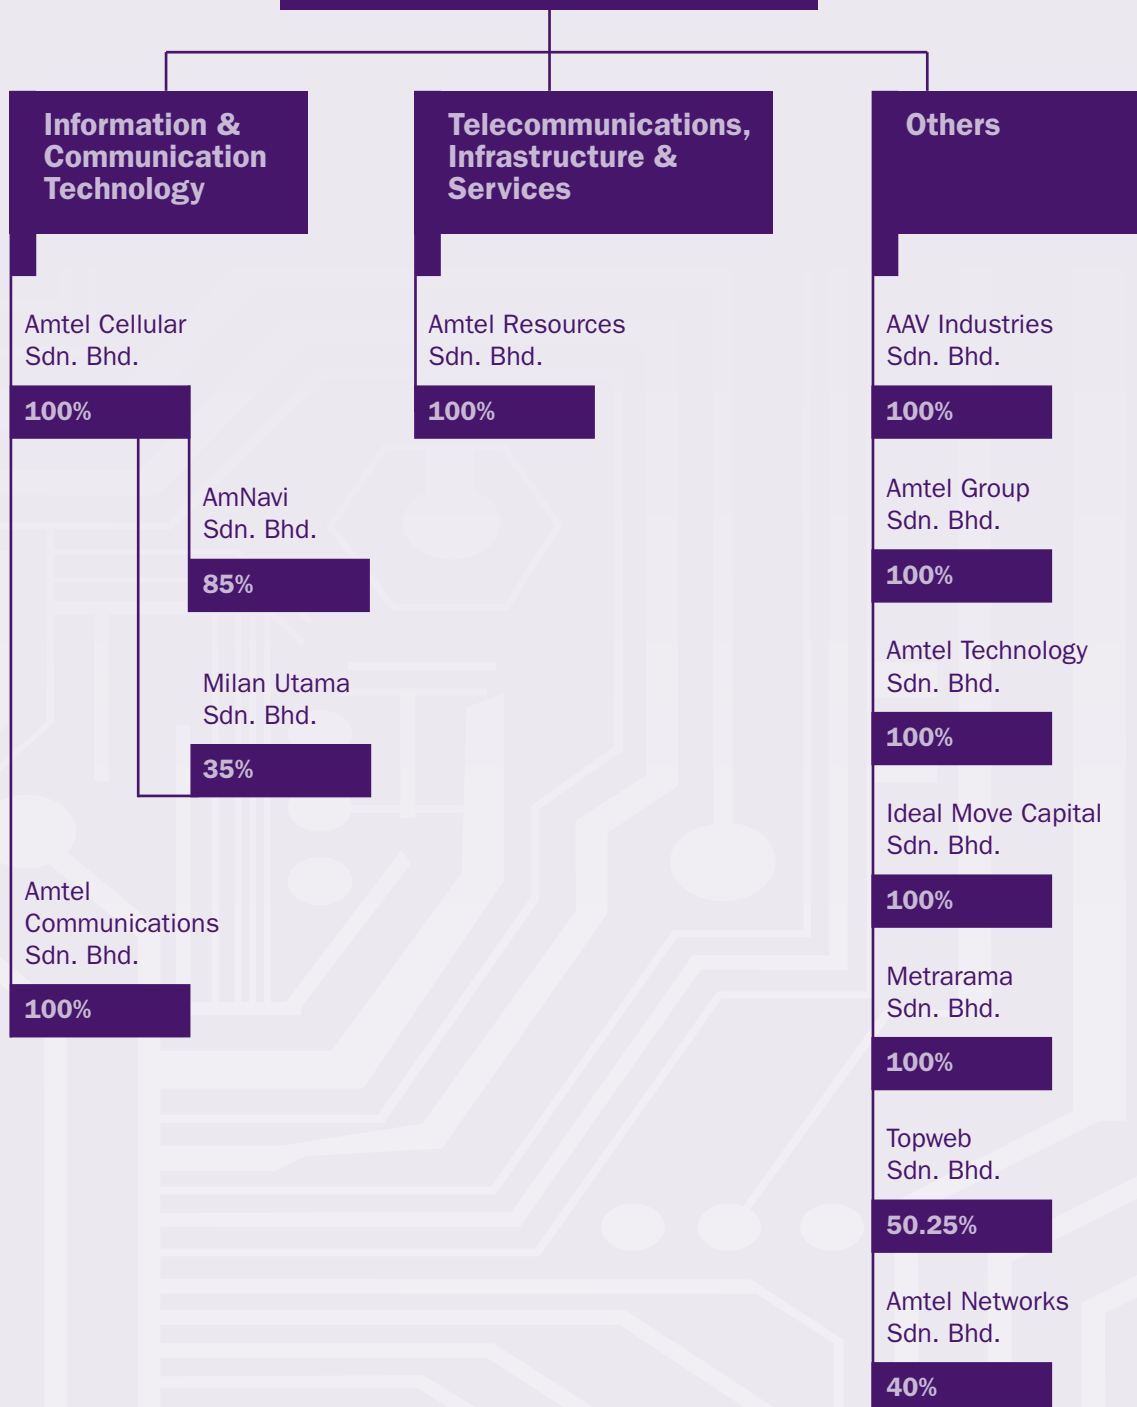 Information &
Communication
Technology
Amtel Cellular
Sdn. Bhd.
100%
AmNavi
Sdn. Bhd.
85%
Milan Utama
Sdn. Bhd.
35%
Amtel
Communications
Sdn. Bhd.
100%
Telecommunications,
Infrastructure &
Services
Amtel Resources
Sdn. Bhd.
100%
Others
AAV Industries
Sdn. Bhd.
100%
Amtel Group
Sdn. Bhd.
100%
Amtel Technology
Sdn. Bhd.
100%
Ideal Move Capital
Sdn. Bhd.
100%
Metrarama
Sdn. Bhd.
100%
Topweb
Sdn. Bhd.
50.25%
Amtel Networks
Sdn. Bhd.
40%